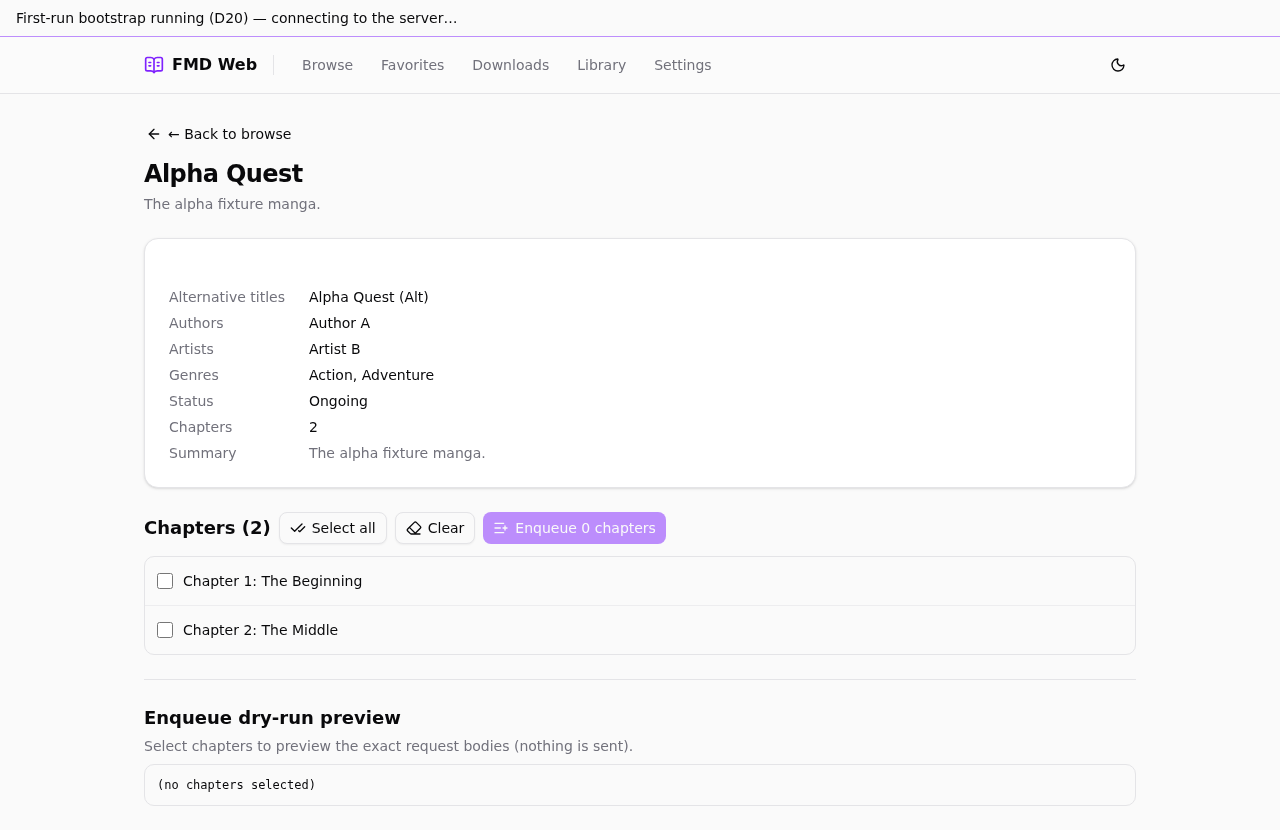 First-run bootstrap running (D20) — connecting to the server…
FMD Web
Browse
Favorites
Downloads
Library
Settings
← Back to browse
Alpha Quest
The alpha fixture manga.
Alternative titles Alpha Quest (Alt)
Authors Author A
Artists Artist B
Genres Action, Adventure
Status Ongoing
Chapters 2
Summary The alpha fixture manga.
Chapters (2) Select all Clear Enqueue 0 chapters
Chapter 1: The Beginning
Chapter 2: The Middle
Enqueue dry-run preview
Select chapters to preview the exact request bodies (nothing is sent).
(no chapters selected)